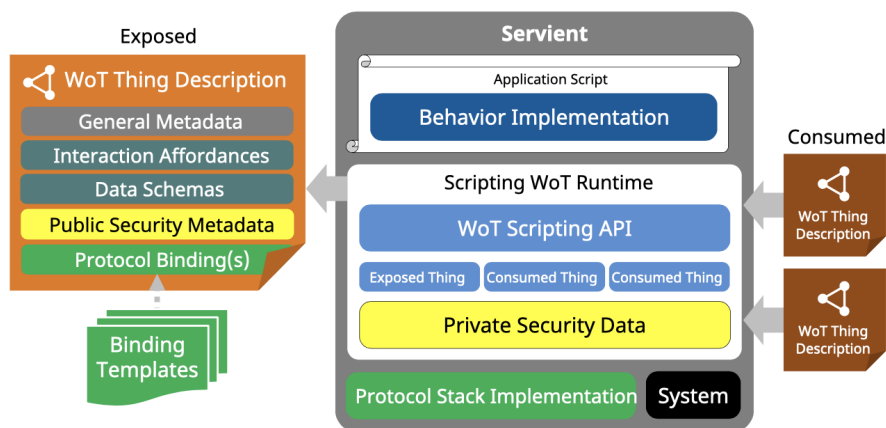 Exposed
WoT Thing Description
General Metadata
Interaction Affordances
Data Schemas
Public Security Metadata
Protocol Binding(s)
Binding
Templates
Servient
Application Script
Behavior Implementation
Scripting WoT Runtime
WoT Scripting API
Exposed Thing
Consumed Thing
Consumed Thing
Private Security Data
Protocol Stack Implementation
System
Consumed
WoT Thing
Description
WoT Thing
Description